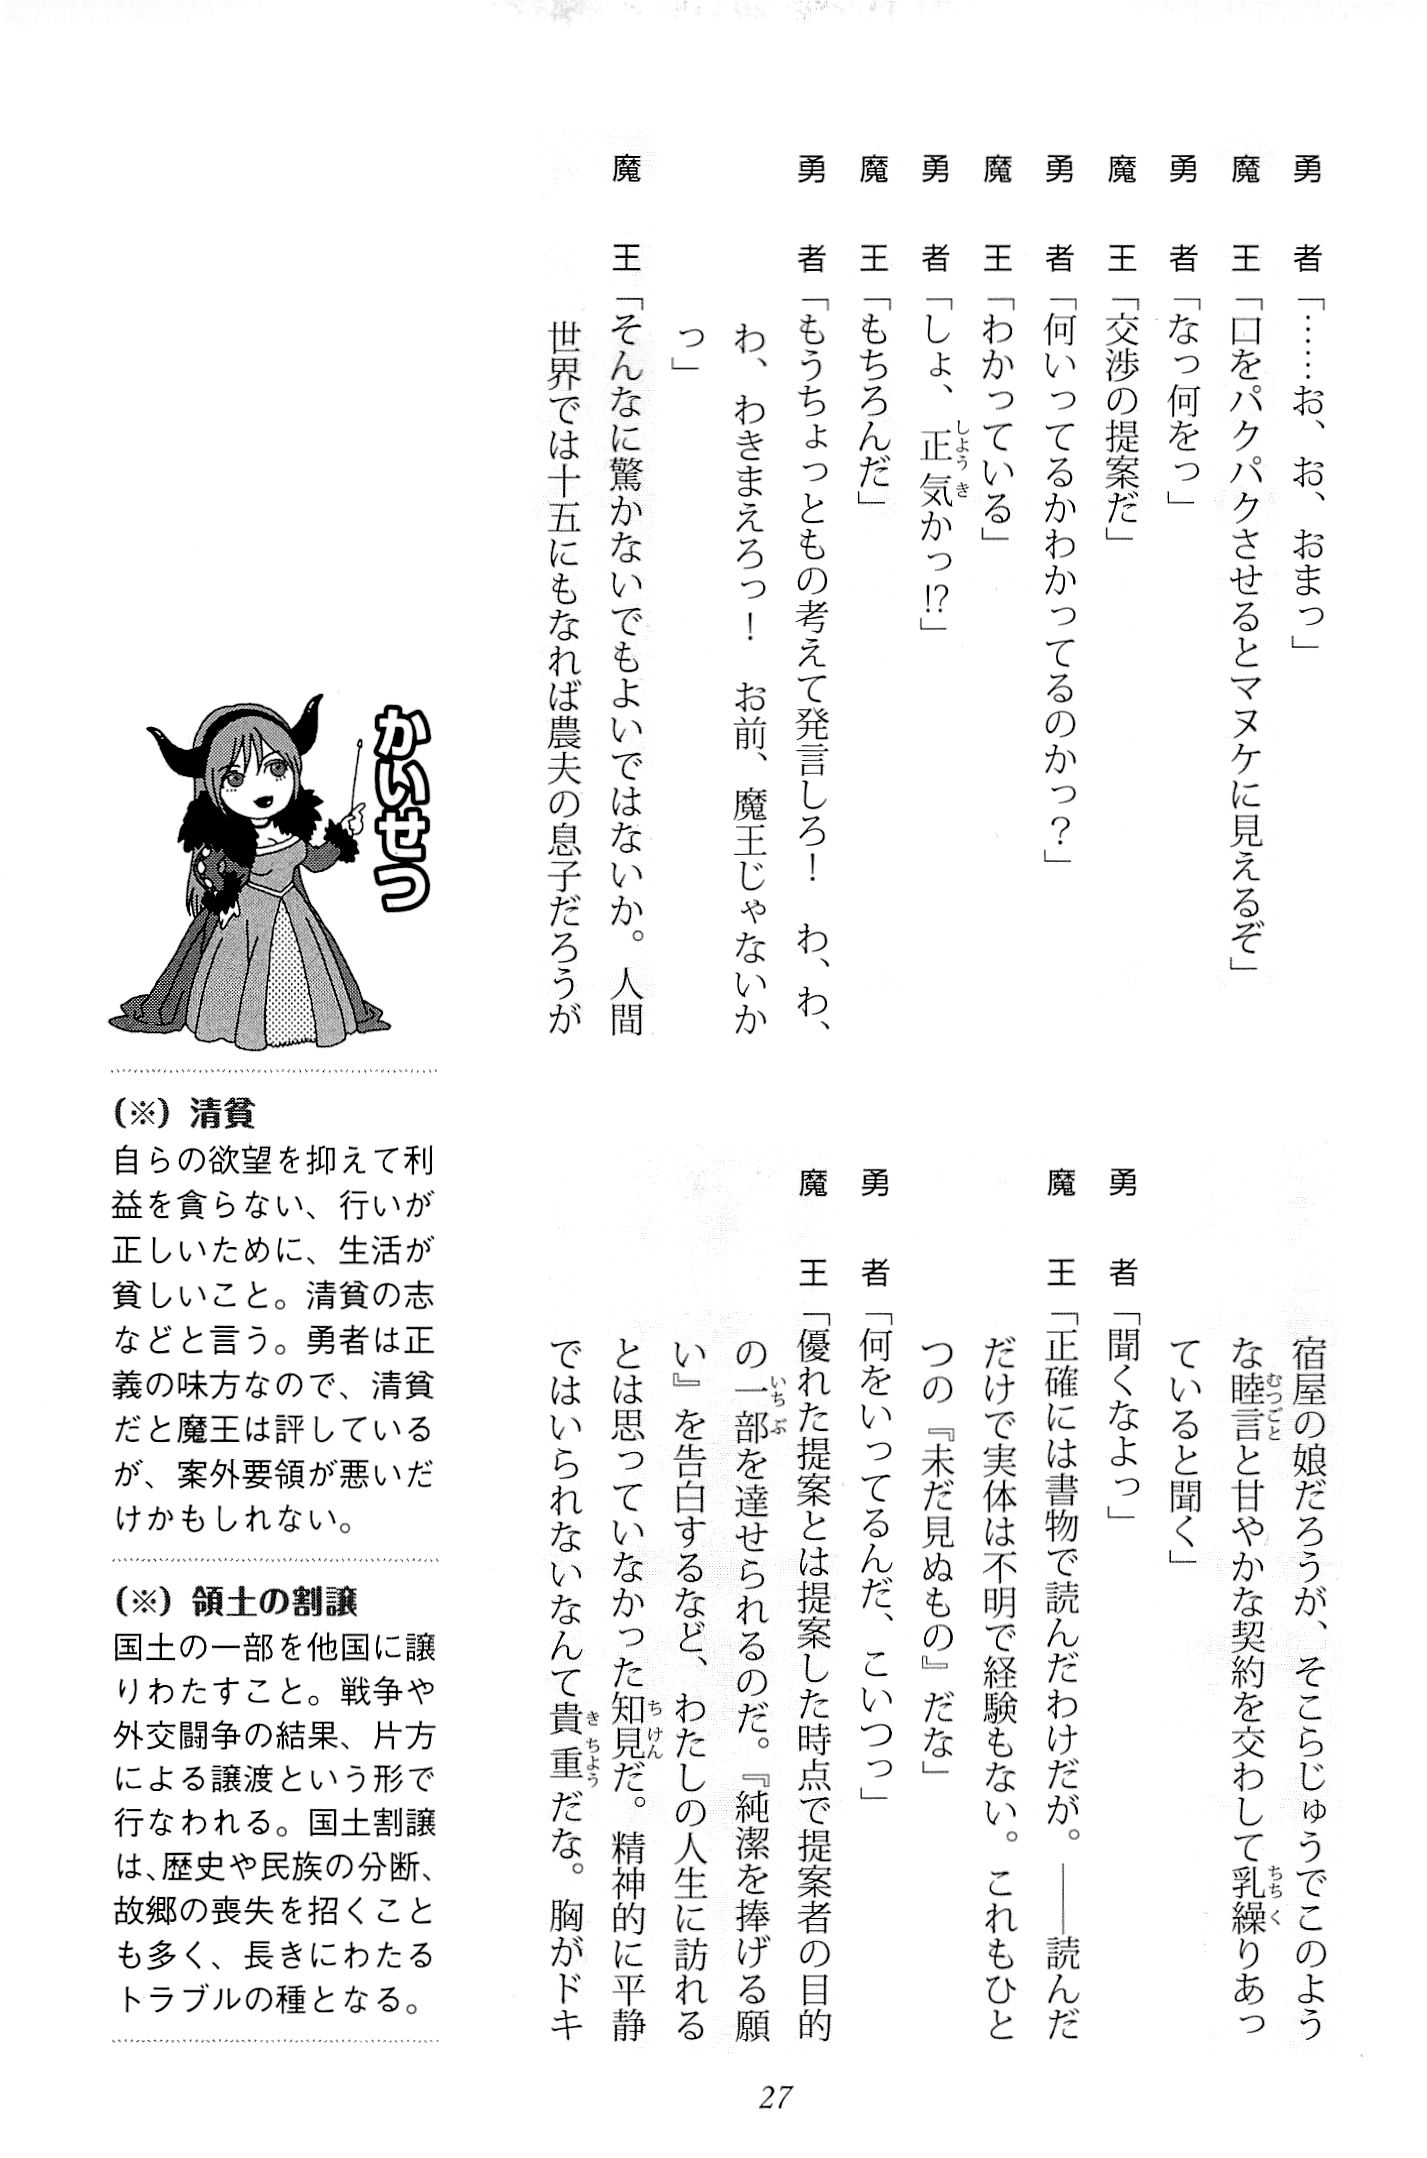 勇　者「……お、お、おまっ」
魔　王「口をパクパクさせるとマヌケに見えるぞ」
勇　者「なっ何をっ」
魔　王「交渉の提案だ」
勇　者「何いってるかわかってるのかっ？」
魔　王「わかっている」
勇　者「しょ、正気かっ!?」
魔　王「もちろんだ」
勇　者「もうちょっともの考えて発言しろ！　わ、わ、
わ、わきまえろっ！　お前、魔王じゃないか
っ」
魔　王「そんなに驚かないでもよいではないか。人間
世界では十五にもなれば農夫の息子だろうが
宿屋の娘だろうが、そこらじゅうでこのよう
な睦言と甘やかな契約を交わして乳繰りあっ
ていると聞く」
勇　者「聞くなよっ」
魔　王「正確には書物で読んだわけだが。――読んだ
だけで実体は不明で経験もない。これもひと
つの『未だ見ぬもの』だな」
勇　者「何をいってるんだ、こいつっ」
魔　王「優れた提案とは提案した時点で提案者の目的
の一部を達せられるのだ。『純潔を捧げる願
い』を告白するなど、わたしの人生に訪れる
とは思っていなかった知見だ。精神的に平静
ではいられないなんて貴重だな。胸がドキ
かいせつ
（※）清貧
自らの欲望を抑えて利
益を貪らない、行いが
正しいために、生活が
貧しいこと。清貧の志
などと言う。勇者は正
義の味方なので、清貧
だと魔王は評している
が、案外要領が悪いだ
けかもしれない。
（※）領土の割譲
国土の一部を他国に譲
りわたすこと。戦争や
外交闘争の結果、片方
による譲渡という形で
行なわれる。国土割譲
は、歴史や民族の分断、
故郷の喪失を招くこと
も多く、長きにわたる
トラブルの種となる。
27